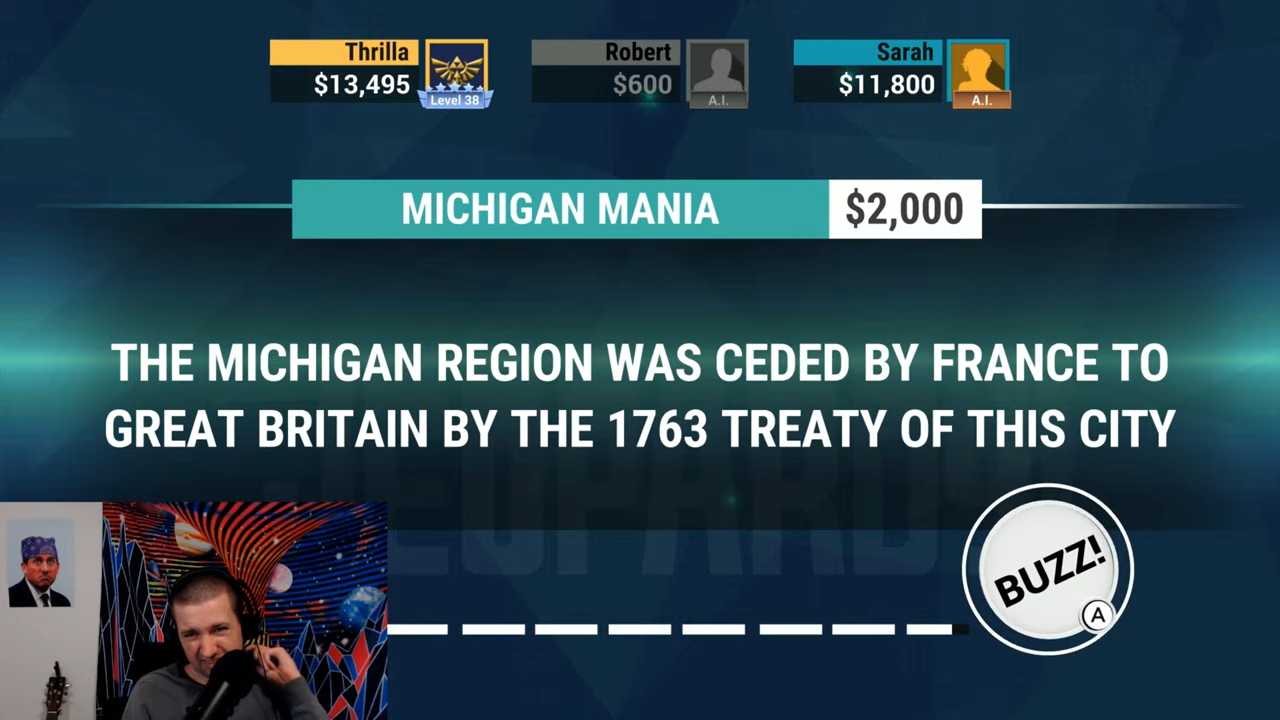 Thrilla
$13,495
Level 38
Robert
$600
A.I.
Sarah
$11,800
A.I.
MICHIGAN MANIA
$2,000
THE MICHIGAN REGION WAS CEDED BY FRANCE TO
GREAT BRITAIN BY THE 1763 TREATY OF THIS CITY
JEOPARDY
BUZZ!
A